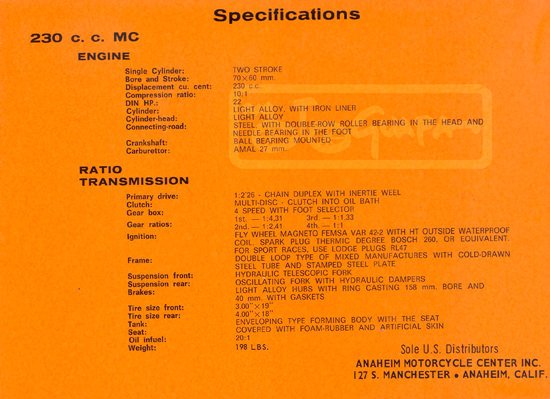 Specifications
230 c. c. MC
ENGINE
Single Cylinder: TWO STROKE
Bore and Stroke: 70×60 mm.
Displacement cu. cent: 230 c.c.
Compression ratio: 10:1
DIN HP.: 22
Cylinder: LIGHT ALLOY, WITH IRON LINER
Cylinder-head: LIGHT ALLOY
Connecting-road: STEEL, WITH DOUBLE-ROW ROLLER BEARING IN THE HEAD AND
NEEDLE-BEARING IN THE FOOT
Crankshaft: BALL BEARING MOUNTED
Carburettor: AMAL 27 mm.
RATIO
TRANSMISSION
Primary drive: 1:2'26 - CHAIN DUPLEX WITH INERTIE WEEL
Clutch: MULTI-DISC - CLUTCH INTO OIL BATH
Gear box: 4 SPEED WITH FOOT SELECTOR
Gear ratios: 1st. — 1:4,31 3rd. — 1:1,33
2nd. — 1:2,41 4th. — 1:1
Ignition: FLY WHEEL MAGNETO FEMSA VAR 42-2 WITH HT OUTSIDE WATERPROOF
COIL. SPARK PLUG THERMIC DEGREE BOSCH 260, OR EQUIVALENT.
FOR SPORT RACES, USE LODGE PLUGS RL47
Frame: DOUBLE LOOP TYPE OF MIXED MANUFACTURES WITH COLD-DRAWN
STEEL TUBE AND STAMPED STEEL PLATE
Suspension front: HYDRAULIC TELESCOPIC FORK
Suspension rear: OSCILLATING FORK WITH HYDRAULIC DAMPERS
Brakes: LIGHT ALLOY HUBS WITH RING CASTING 158 mm. BORE AND
40 mm. WITH GASKETS
Tire size front: 3.00"×19"
Tire size rear: 4.00"×18"
Tank: ENVELOPING TYPE FORMING BODY WITH THE SEAT
Seat: COVERED WITH FOAM-RUBBER AND ARTIFICIAL SKIN
Oil infuel: 20:1
Weight: 198 LBS.
Sole U.S. Distributors
ANAHEIM MOTORCYCLE CENTER INC.
127 S. MANCHESTER • ANAHEIM, CALIF.